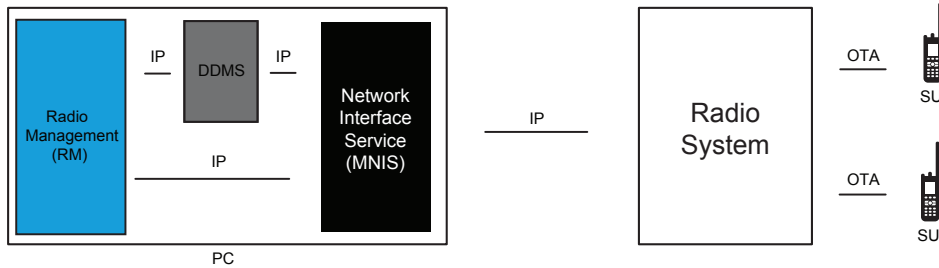 IP
DDMS
IP
Radio
Management
(RM)
IP
Network
Interface
Service
(MNIS)
PC
IP
Radio
System
OTA
SU
OTA
SU